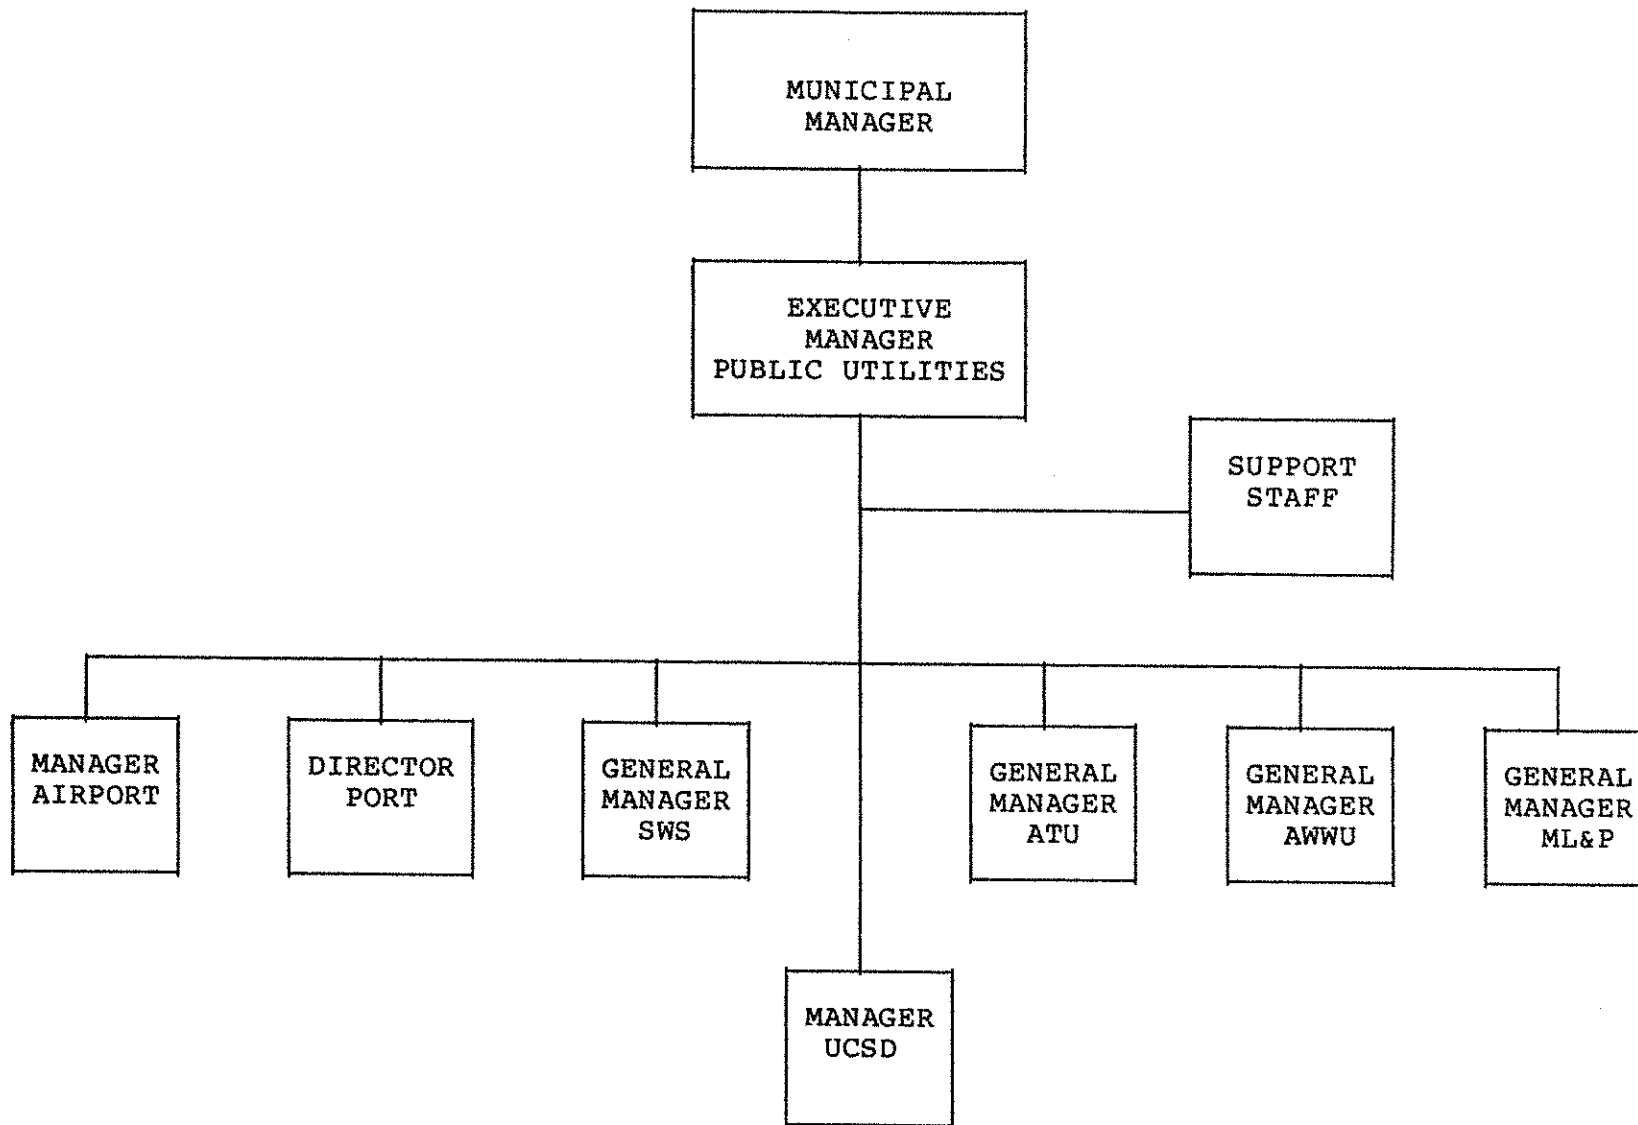 MUNICIPAL
MANAGER
EXECUTIVE
MANAGER
PUBLIC UTILITIES
SUPPORT
STAFF
MANAGER
AIRPORT
DIRECTOR
PORT
GENERAL
MANAGER
SWS
GENERAL
MANAGER
ATU
GENERAL
MANAGER
AWWU
GENERAL
MANAGER
ML&P
MANAGER
UCSD